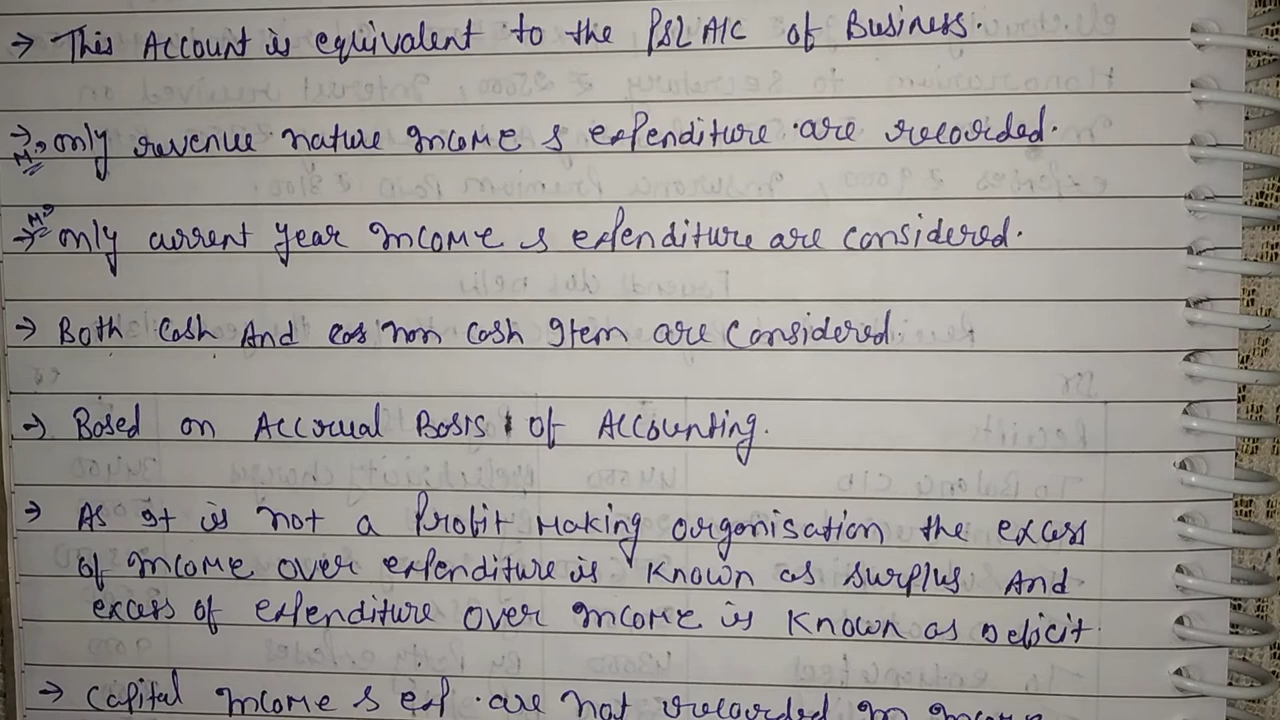 → This Account is equivalent to the P&L A/C of Business.
→ only revenue nature Income & expenditure are recorded.
→ only current year Income & expenditure are considered.
→ Both Cash And cas non cash Item are Considered.
→ Based on Accrual Basis of Accounting.
→ As It is not a Profit Making organisation the excess
of Income over expenditure is Known as surplus And
excess of expenditure over Income is Known as Deficit.
→ Capital Income & exp. are not recorded In Income